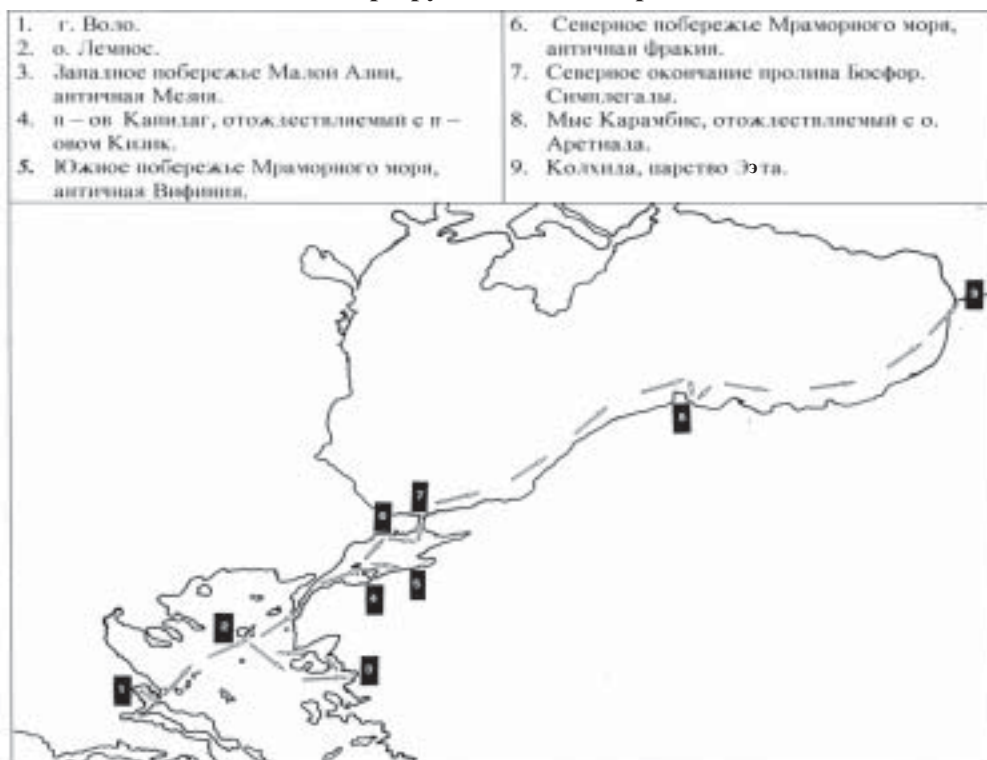 1. г. Воло.
2. о. Лемнос.
3. Западное побережье Малой Азии,
античная Мезия.
4. п – ов Капидаг, отождествляемый с п –
овом Кизик.
5. Южное побережье Мраморного моря,
античная Вифиния.
6. Северное побережье Мраморного моря,
античная Фракия.
7. Северное окончание пролива Босфор.
Симплегады.
8. Мыс Карамбис, отождествляемый с о.
Аретиада.
9. Колхида, царство Ээта.
9
8
7
6
5
4
2
3
1